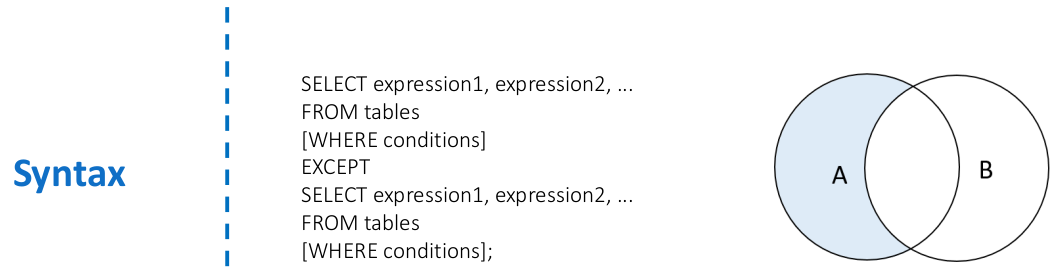 Syntax
SELECT expression1, expression2, ...
FROM tables
[WHERE conditions]
EXCEPT
SELECT expression1, expression2, ...
FROM tables
[WHERE conditions];
A
B